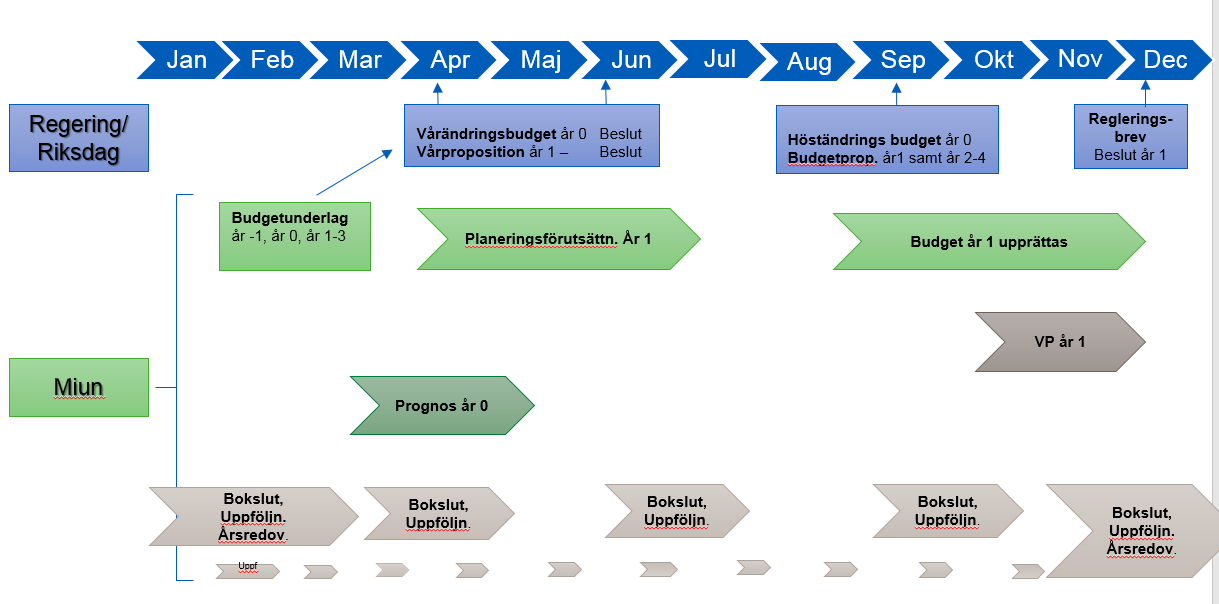 Jan Feb Mar Apr Maj Jun Jul Aug Sep Okt Nov Dec
Regering/
Riksdag
Vårändringsbudget år 0 Beslut
Vårproposition år 1 – Beslut
Höständrings budget år 0
Budgetprop. år1 samt år 2-4
Reglerings-
brev
Beslut år 1
Budgetunderlag
år -1, år 0, år 1-3
Planeringsförutsättn. År 1
Budget år 1 upprättas
VP år 1
Miun
Prognos år 0
Bokslut,
Uppföljn.
Årsredov.
Bokslut,
Uppföljn.
Bokslut,
Uppföljn.
Bokslut,
Uppföljn.
Bokslut,
Uppföljn.
Årsredov.
Uppf